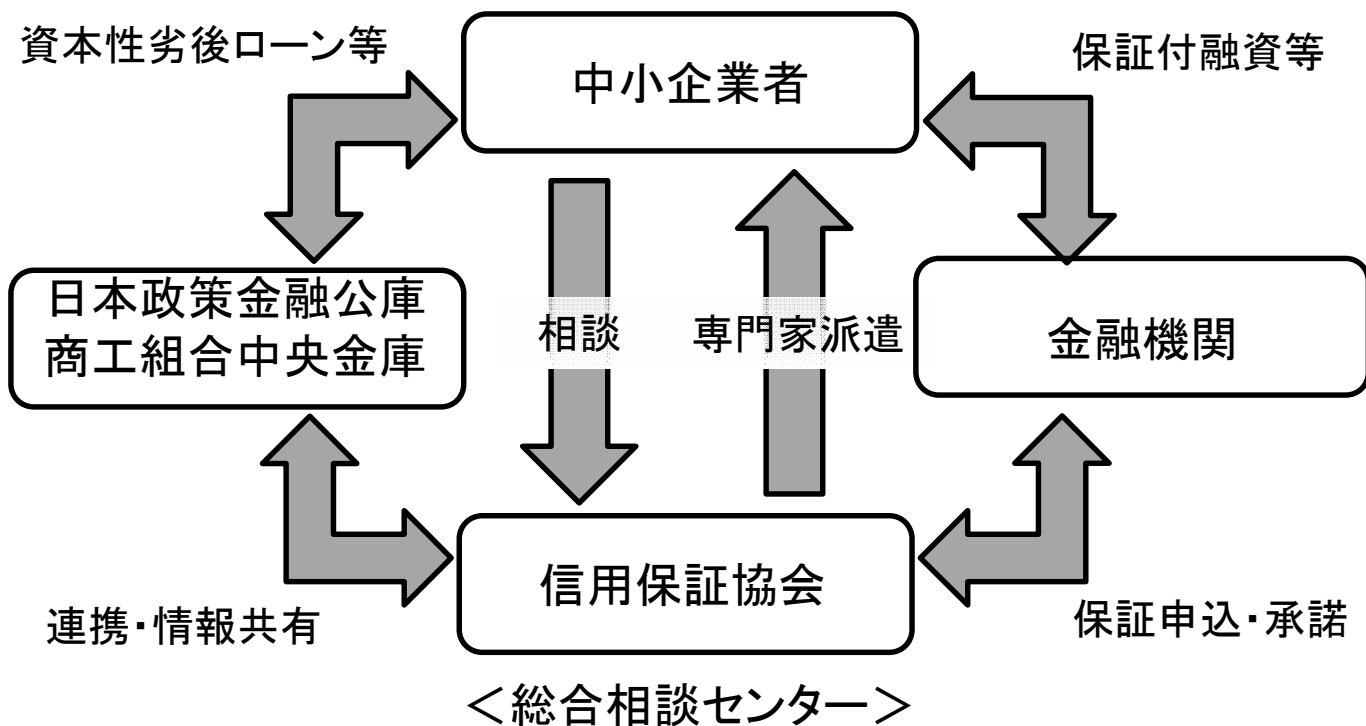 資本性劣後ローン等
中小企業者
保証付融資等
日本政策金融公庫
商工組合中央金庫
相談
専門家派遣
金融機関
信用保証協会
連携・情報共有
保証申込・承諾
＜総合相談センター＞